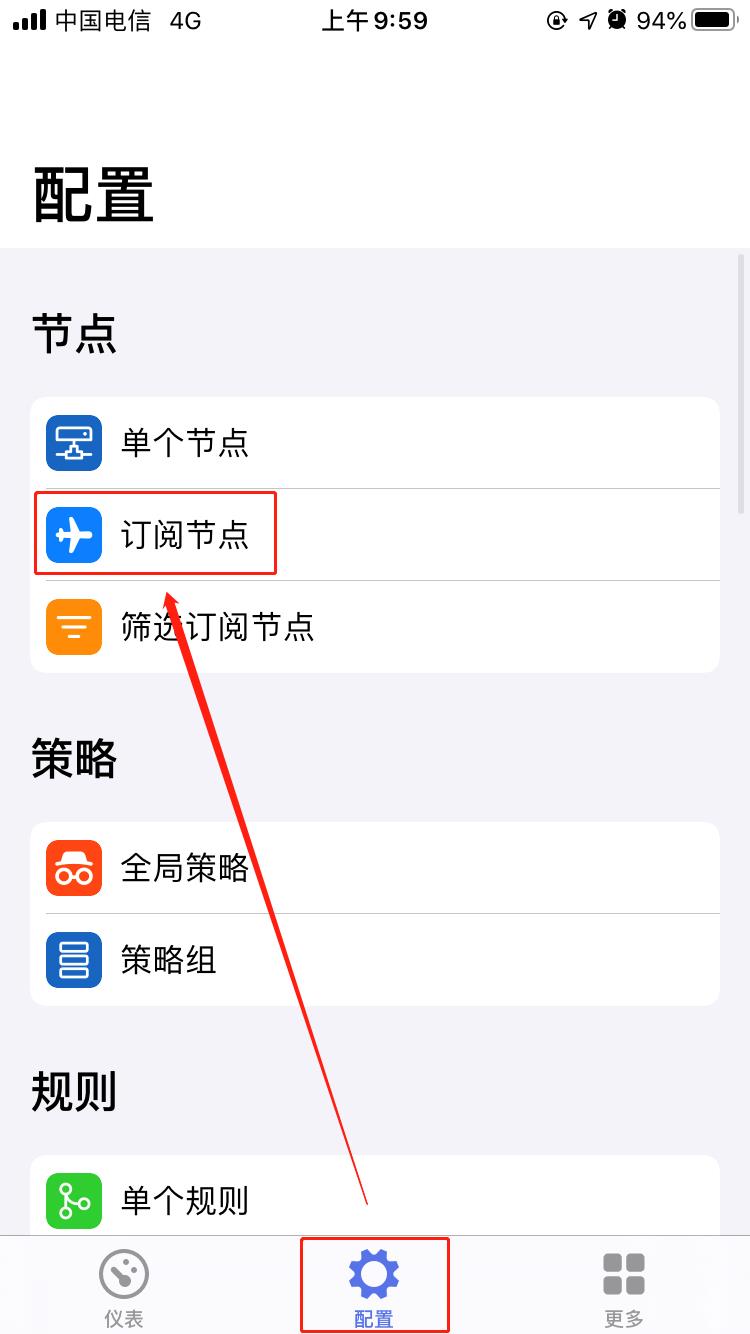 中国电信 4G 上午9:59 94%
配置
节点
单个节点
订阅节点
筛选订阅节点
策略
全局策略
策略组
规则
单个规则
仪表 配置 更多